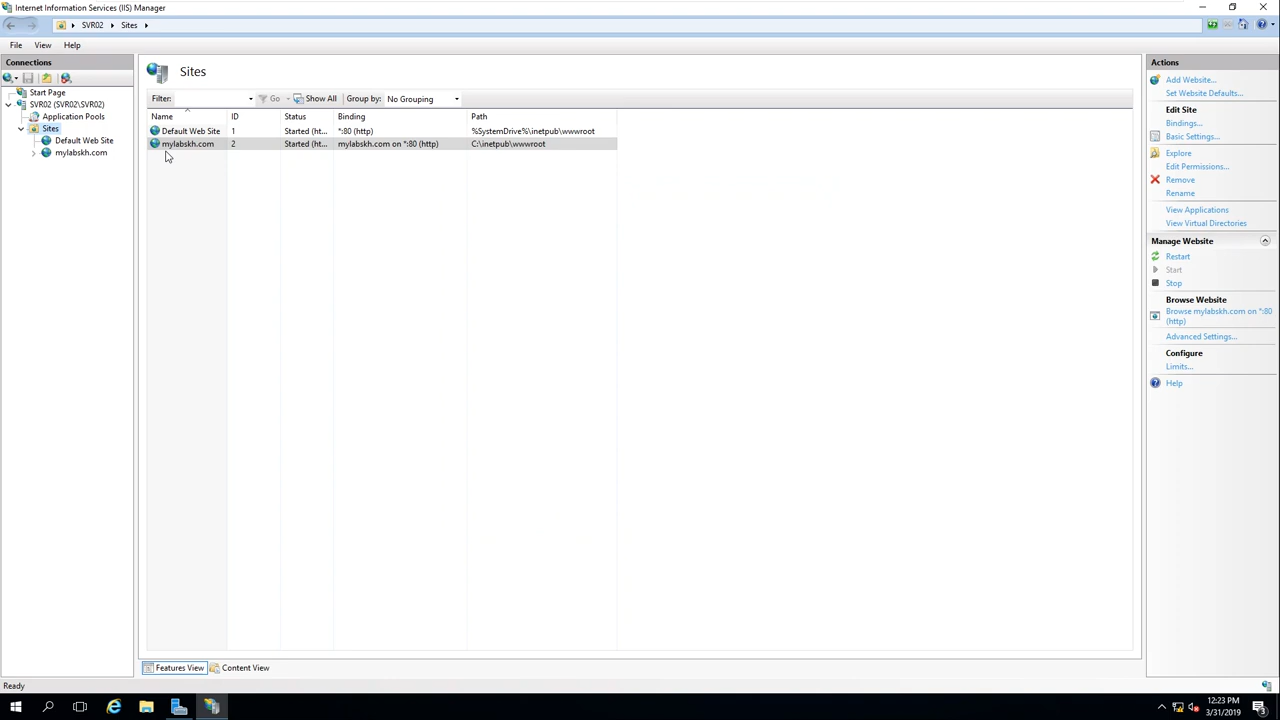 Internet Information Services (IIS) Manager
SVR02
Sites
File
View
Help
Connections
Start Page
SVR02 (SVR02\SVR02)
Application Pools
Sites
Default Web Site
mylabskh.com
Sites
Filter:
Go
Show All
Group by:
No Grouping
Name
ID
Status
Binding
Path
Default Web Site
1
Started (ht...
*:80 (http)
%SystemDrive%\inetpub\wwwroot
mylabskh.com
2
Started (ht...
mylabskh.com on *:80 (http)
C:\inetpub\wwwroot
Features View
Content View
Actions
Add Website...
Set Website Defaults...
Edit Site
Bindings...
Basic Settings...
Explore
Edit Permissions...
Remove
Rename
View Applications
View Virtual Directories
Manage Website
Restart
Start
Stop
Browse Website
Browse mylabskh.com on *:80
(http)
Advanced Settings...
Configure
Limits...
Help
Ready
12:23 PM
3/31/2019